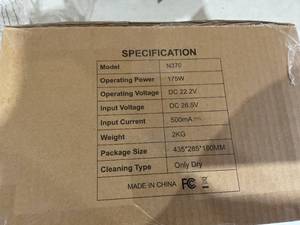 SPECIFICATION
Model N370
Operating Power 175W
Operating Voltage DC 22.2V
Input Voltage DC 26.5V
Input Current 500mA
Weight 2KG
Package Size 435*285*180MM
Cleaning Type Only Dry
MADE IN CHINA FC